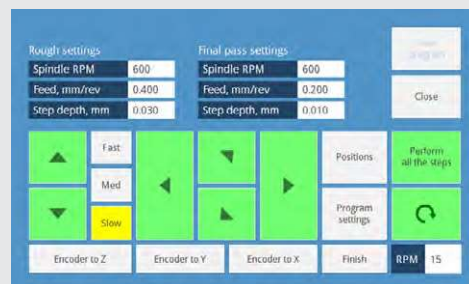 Rough settings
Final pass settings
Spindle RPM 600
Spindle RPM 600
Feed, mm/rev 0.400
Feed, mm/rev 0.200
Step depth, mm 0.030
Step depth, mm 0.010
Close
Fast
Med
Slow
Positions
Perform
all the steps
Program
settings
Encoder to Z
Encoder to Y
Encoder to X
Finish
RPM 15